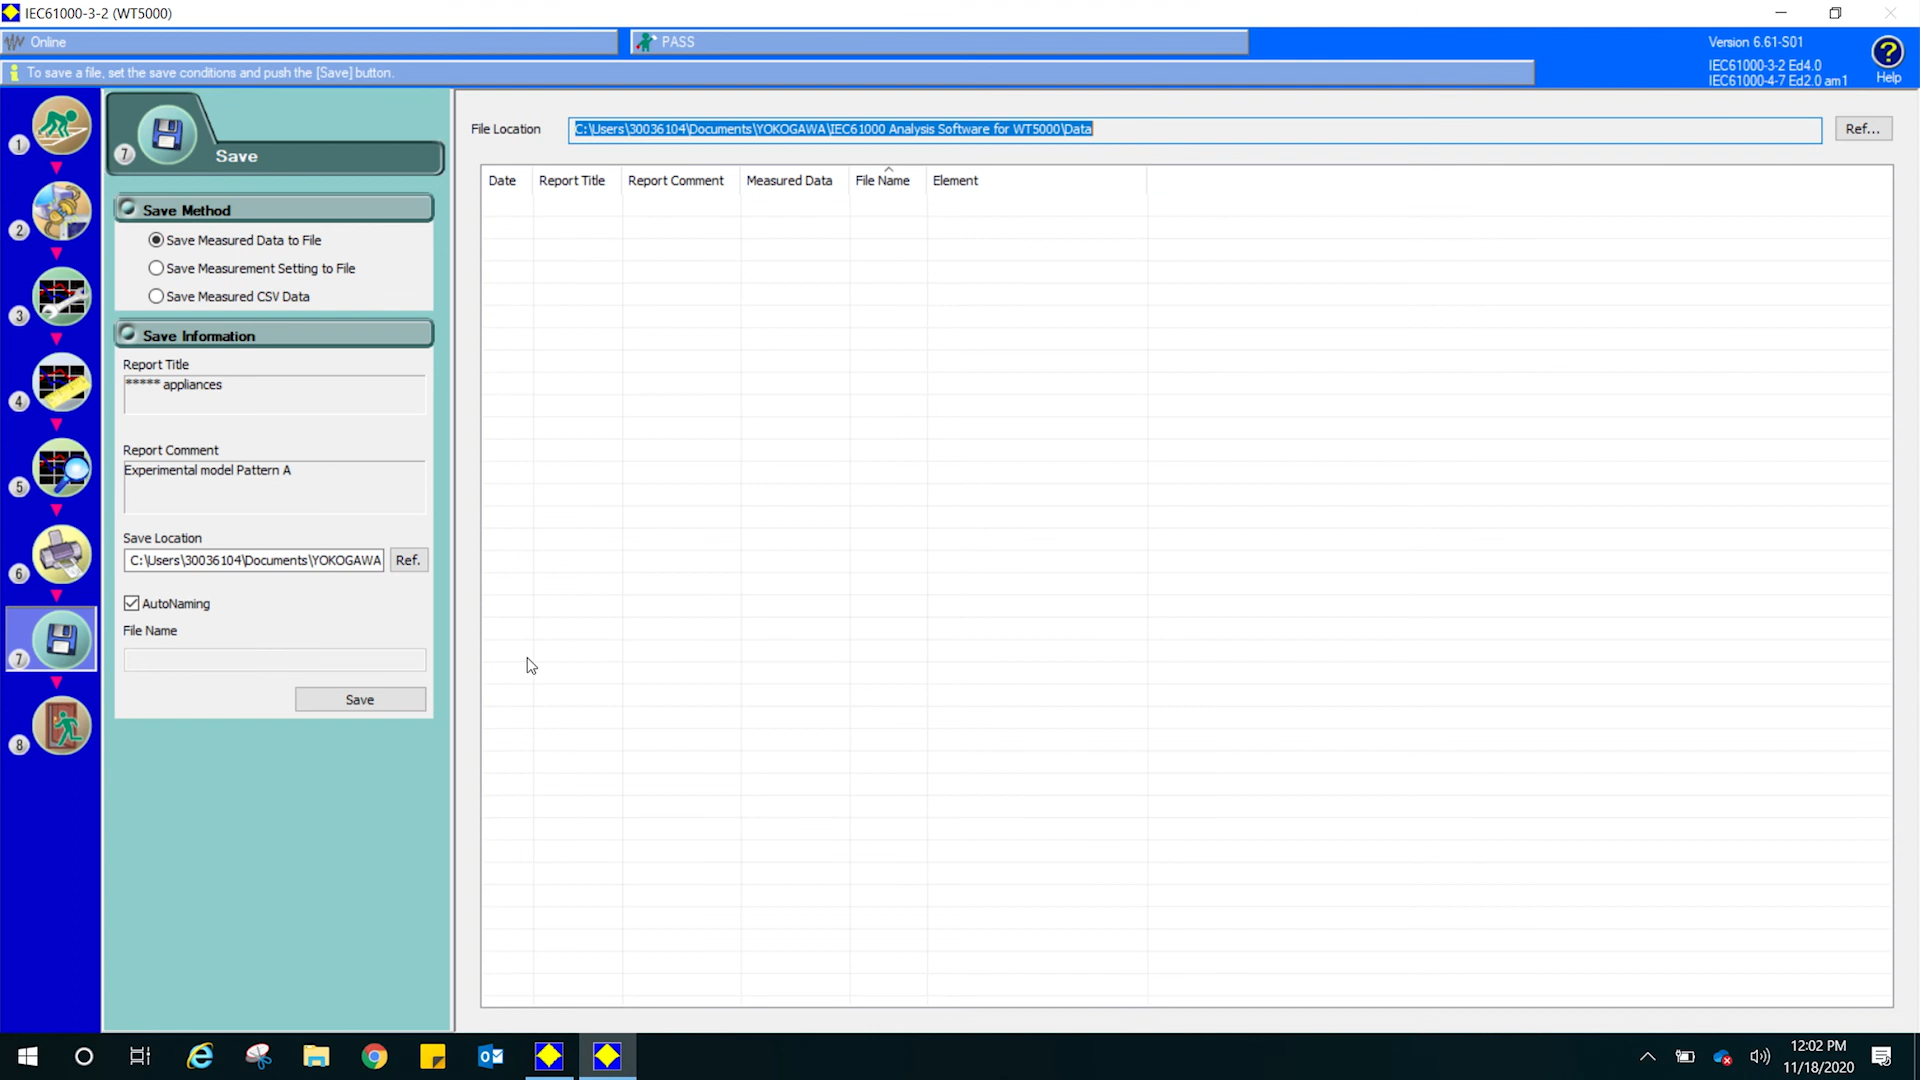 IEC61000-3-2 (WT5000)
Online
PASS
Version 6.61-S01
IEC61000-3-2 Ed4.0
IEC61000-4-7 Ed2.0 am1
Help
To save a file, set the save conditions and push the [Save] button.
1
2
3
4
5
6
7
8
7
Save
Save Method
Save Measured Data to File
Save Measurement Setting to File
Save Measured CSV Data
Save Information
Report Title
***** appliances
Report Comment
Experimental model Pattern A
Save Location
C:\Users\30036104\Documents\YOKOGAWA
Ref.
AutoNaming
File Name
Save
File Location
C:\Users\30036104\Documents\YOKOGAWA\IEC61000 Analysis Software for WT5000\Data
Ref...
Date Report Title Report Comment Measured Data File Name Element
12:02 PM
11/18/2020